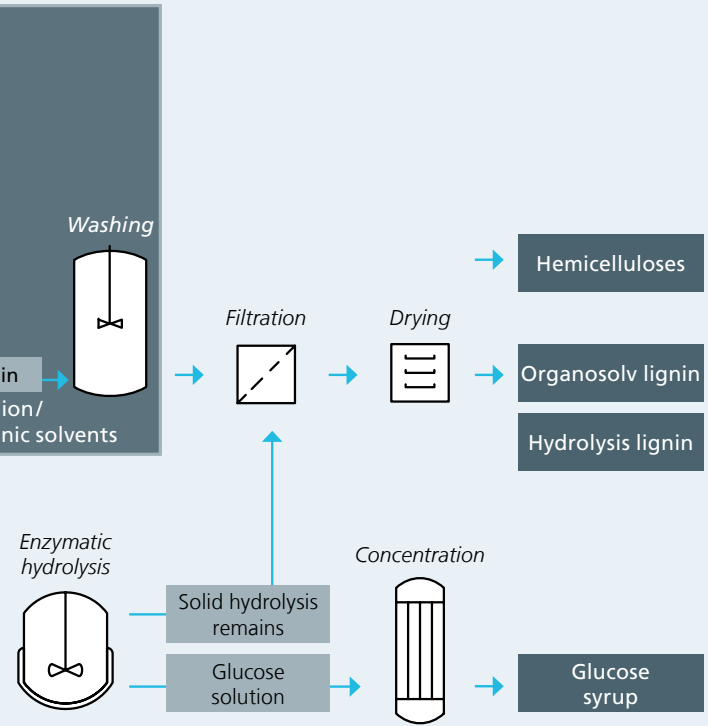 Washing
Hemicelluloses
Filtration
Drying
in
Organosolv lignin
ion/
nic solvents
Hydrolysis lignin
Enzymatic
hydrolysis
Concentration
Solid hydrolysis
remains
Glucose
solution
Glucose
syrup